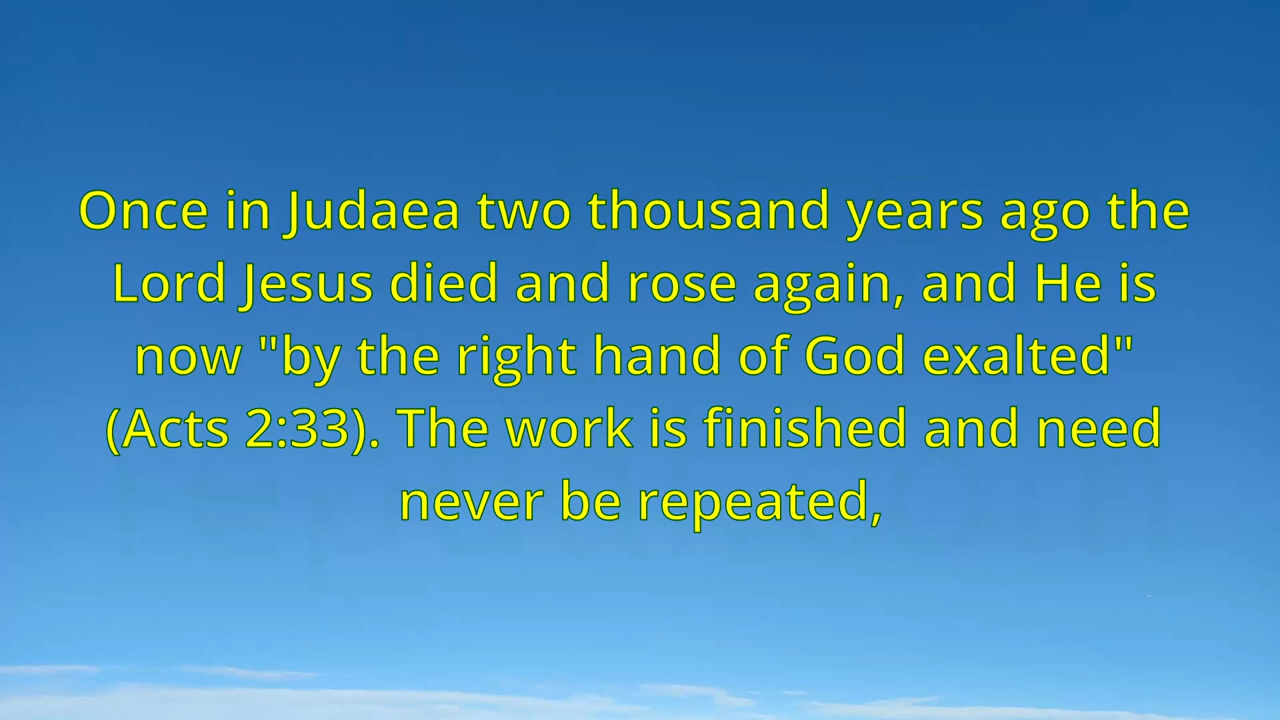 Once in Judaea two thousand years ago the
Lord Jesus died and rose again, and He is
now "by the right hand of God exalted"
(Acts 2:33). The work is finished and need
never be repeated,